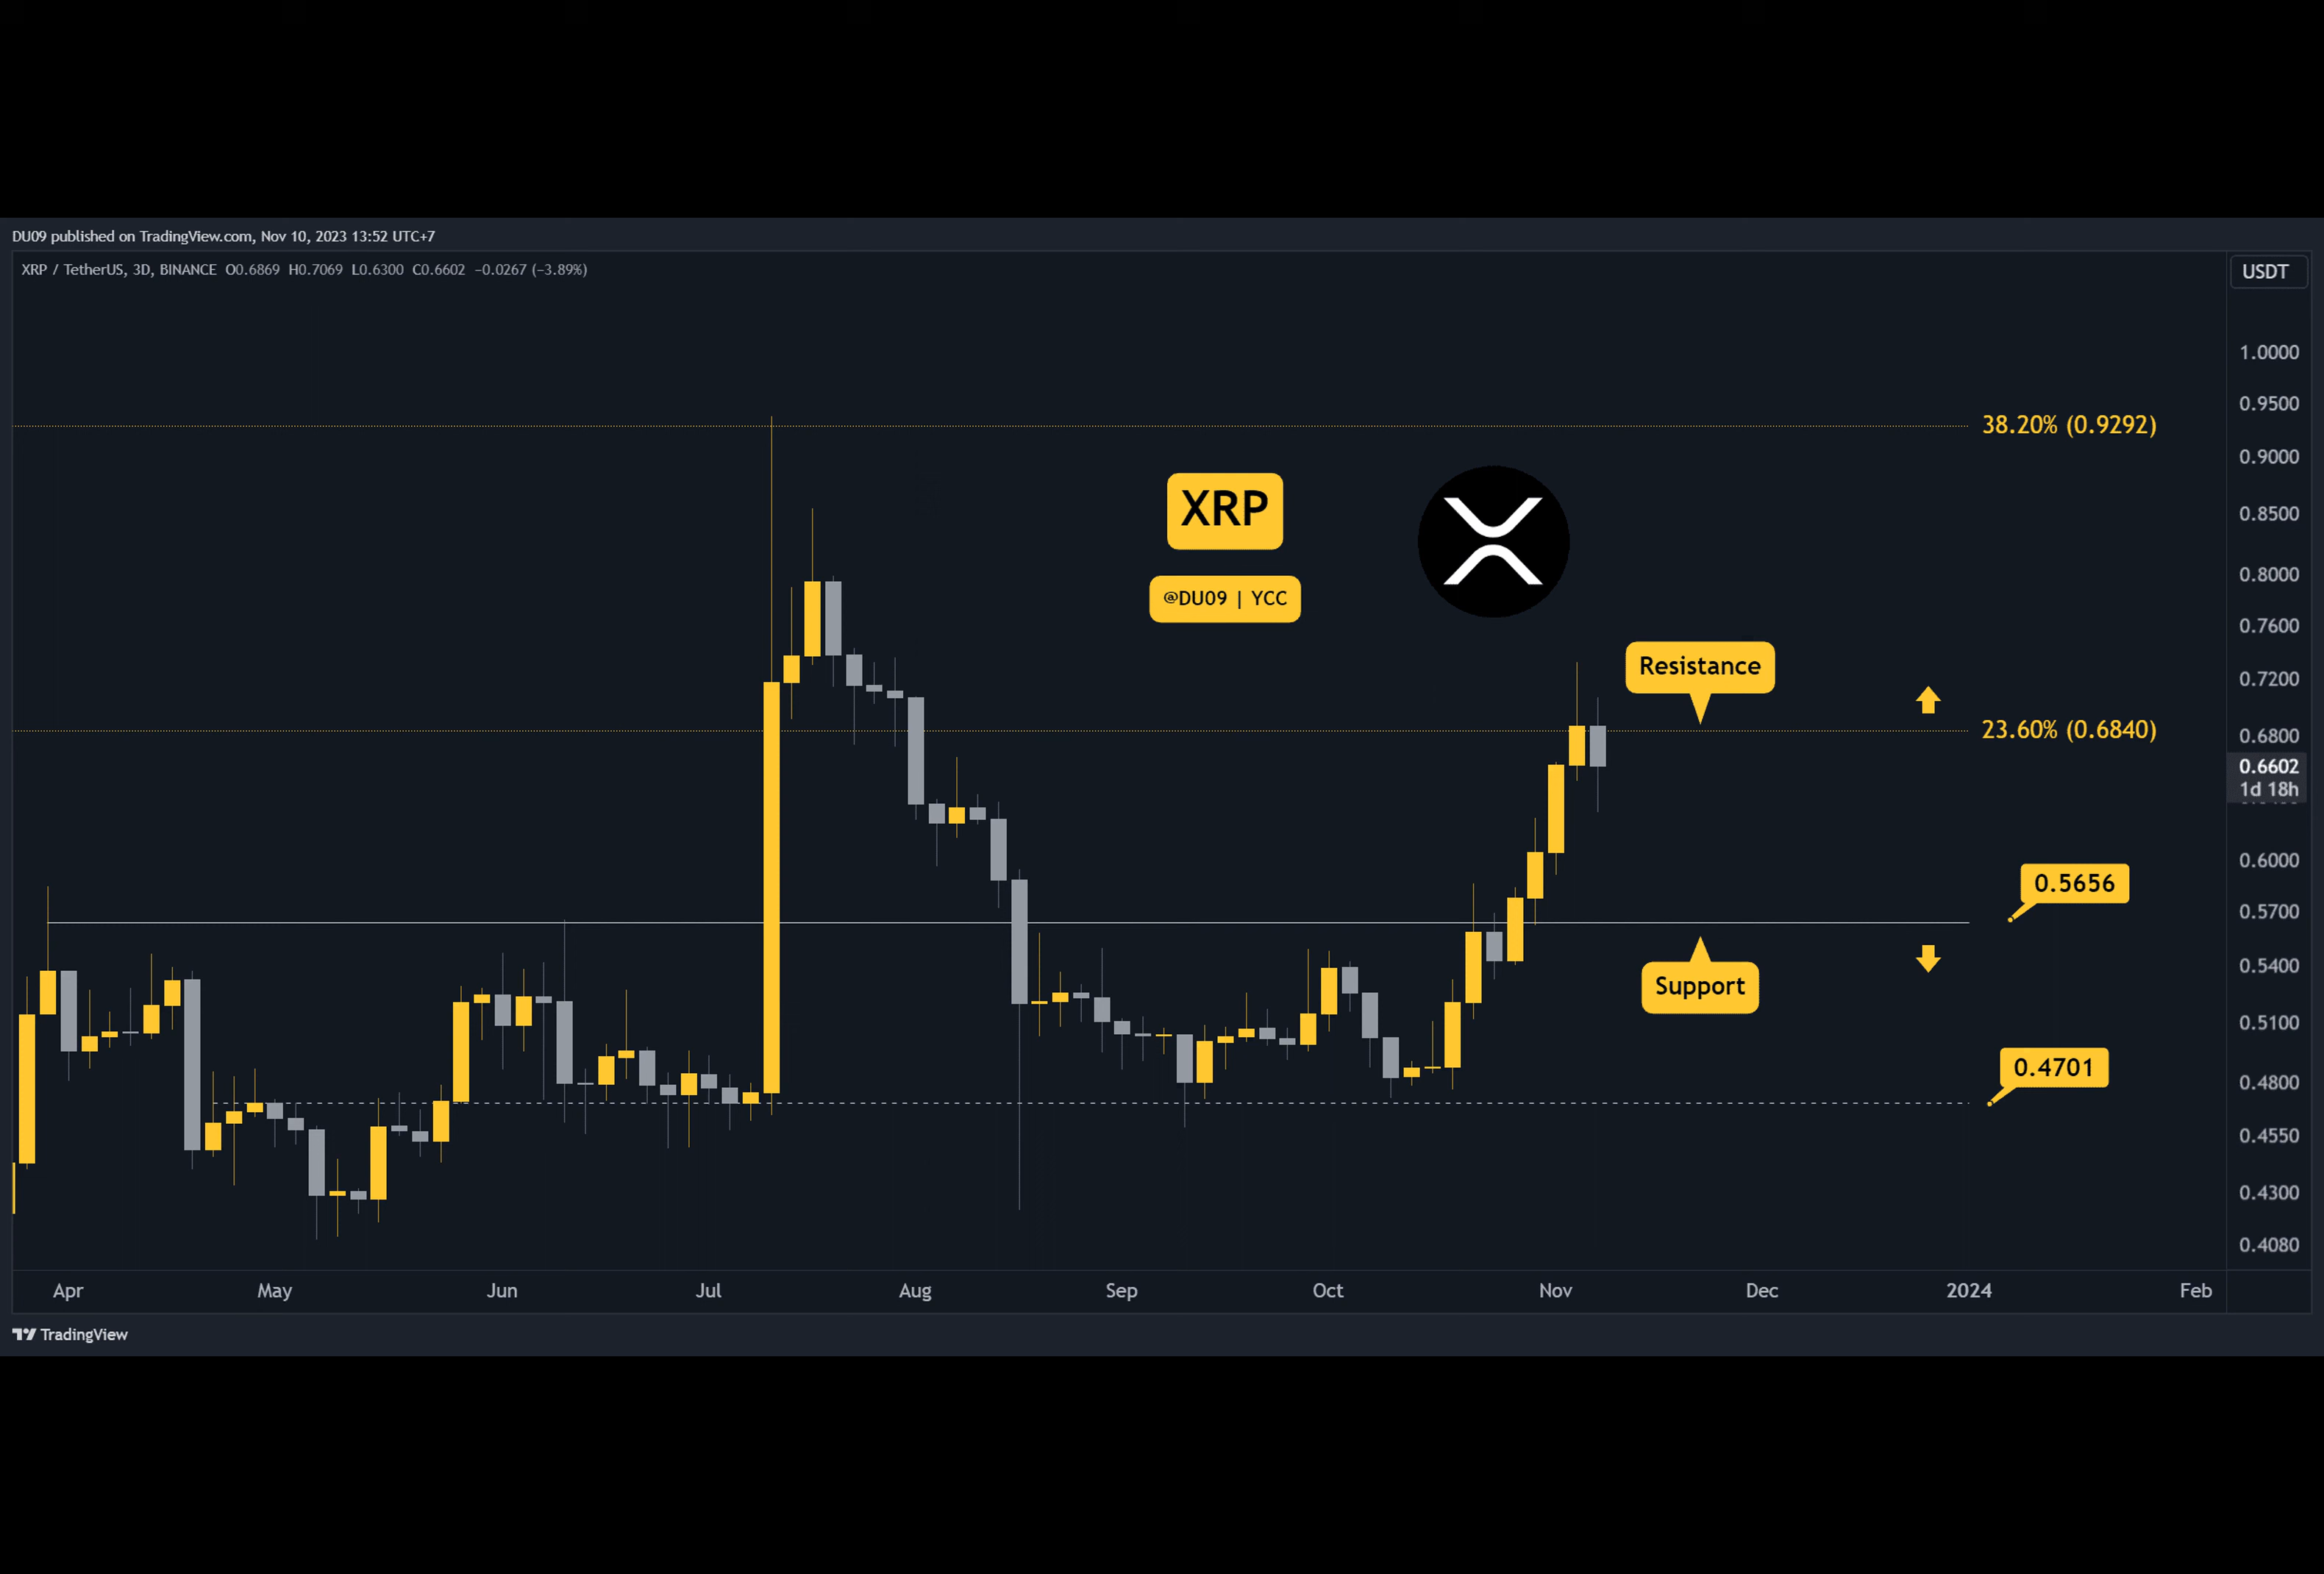 DU09 published on TradingView.com, Nov 10, 2023 13:52 UTC+7
XRP / TetherUS, 3D, BINANCE O0.6869 H0.7069 L0.6300 C0.6602 −0.0267 (−3.89%)
USDT
1.0000
0.9500
38.20% (0.9292)
0.9000
XRP
0.8500
0.8000
@DU09 | YCC
0.7600
Resistance
0.7200
23.60% (0.6840)
0.6800
0.6602
1d 18h
0.6000
0.5656
0.5700
0.5400
Support
0.5100
0.4701
0.4800
0.4550
0.4300
0.4080
Apr May Jun Jul Aug Sep Oct Nov Dec 2024 Feb
TradingView